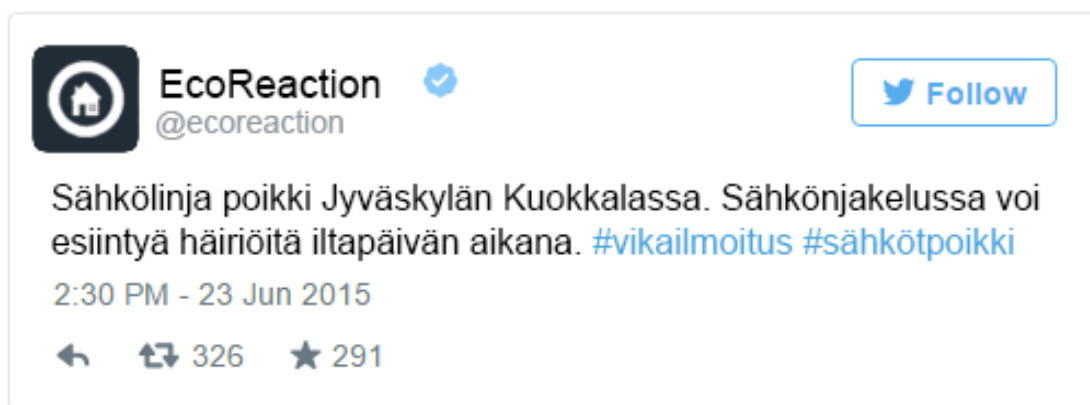 EcoReaction
Follow
@ecoreaction
Sähkölinja poikki Jyväskylän Kuokkalassa. Sähkönjakelussa voi
esiintyä häiriöitä iltapäivän aikana. #vikailmoitus #sähkötpoikki
2:30 PM - 23 Jun 2015
326 291